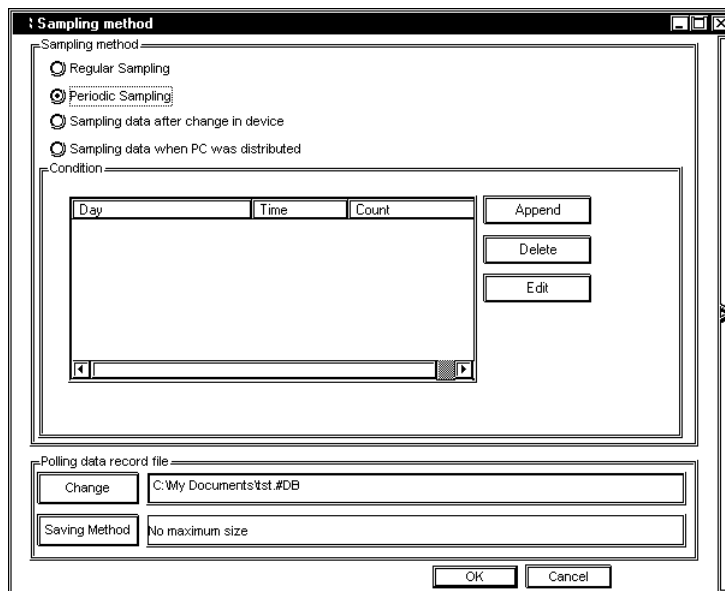 Sampling method
Sampling method
Regular Sampling
Periodic Sampling
Sampling data after change in device
Sampling data when PC was distributed
Condition
Day Time Count
Append
Delete
Edit
Polling data record file
Change C:\My Documents\tst.#DB
Saving Method No maximum size
OK Cancel